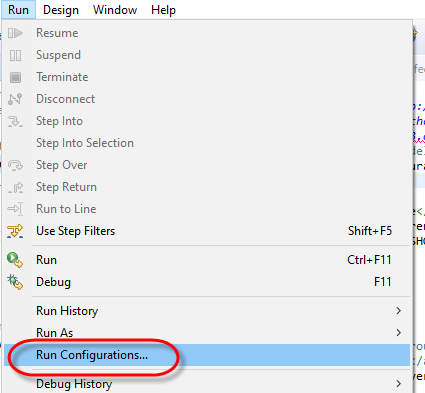 Run Design Window Help
Resume
Suspend
Terminate
Disconnect
Step Into
Step Into Selection
Step Over
Step Return
Run to Line
Use Step Filters Shift+F5
Run Ctrl+F11
Debug F11
Run History
Run As
Run Configurations...
Debug History